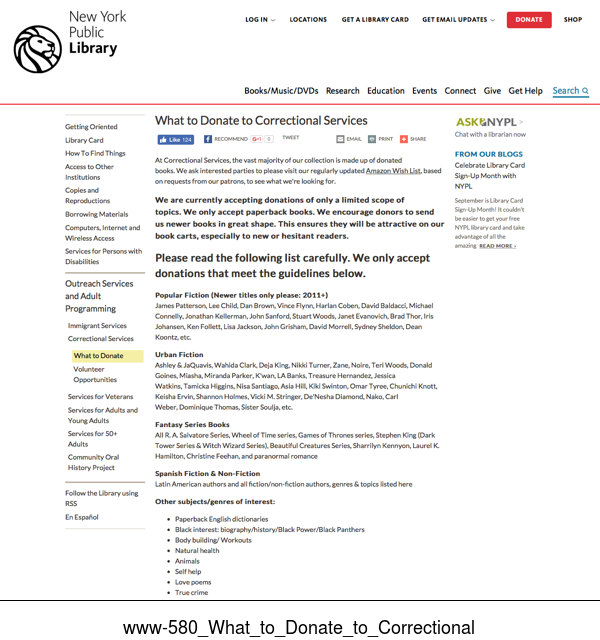 New York
Public
Library
LOG IN
LOCATIONS
GET A LIBRARY CARD
GET EMAIL UPDATES
DONATE
SHOP
Books/Music/DVDs Research Education Events Connect Give Get Help Search
Getting Oriented
Library Card
How To Find Things
Access to Other
Institutions
Copies and
Reproductions
Borrowing Materials
Computers, Internet and
Wireless Access
Services for Persons with
Disabilities
Outreach Services
and Adult
Programming
Immigrant Services
Correctional Services
What to Donate
Volunteer
Opportunities
Services for Veterans
Services for Adults and
Young Adults
Services for 50+
Adults
Community Oral
History Project
Follow the Library using
RSS
En Español
What to Donate to Correctional Services
Like 124
RECOMMEND
G+1 0
TWEET
EMAIL
PRINT
SHARE
At Correctional Services, the vast majority of our collection is made up of donated
books. We ask interested parties to please visit our regularly updated Amazon Wish List, based
on requests from our patrons, to see what we're looking for.
We are currently accepting donations of only a limited scope of
topics. We only accept paperback books. We encourage donors to send
us newer books in great shape. This ensures they will be attractive on our
book carts, especially to new or hesitant readers.
Please read the following list carefully. We only accept
donations that meet the guidelines below.
Popular Fiction (Newer titles only please: 2011+)
James Patterson, Lee Child, Dan Brown, Vince Flynn, Harlan Coben, David Baldacci, Michael
Connelly, Jonathan Kellerman, John Sanford, Stuart Woods, Janet Evanovich, Brad Thor, Iris
Johansen, Ken Follett, Lisa Jackson, John Grisham, David Morrell, Sydney Sheldon, Dean
Koontz, etc.
Urban Fiction
Ashley & JaQuavis, Wahida Clark, Deja King, Nikki Turner, Zane, Noire, Teri Woods, Donald
Goines, Miasha, Miranda Parker, K'wan, LA Banks, Treasure Hernandez, Jessica
Watkins, Tamicka Higgins, Nisa Santiago, Asia Hill, Kiki Swinton, Omar Tyree, Chunichi Knott,
Keisha Ervin, Shannon Holmes, Vicki M. Stringer, De'Nesha Diamond, Nako, Carl
Weber, Dominique Thomas, Sister Soulja, etc.
Fantasy Series Books
All R. A. Salvatore Series, Wheel of Time series, Games of Thrones series, Stephen King (Dark
Tower Series & Witch Wizard Series), Beautiful Creatures Series, Sharrilyn Kennyon, Laurel K.
Hamilton, Christine Feehan, and paranormal romance
Spanish Fiction & Non-Fiction
Latin American authors and all fiction/non-fiction authors, genres & topics listed here
Other subjects/genres of interest:
• Paperback English dictionaries
• Black interest: biography/history/Black Power/Black Panthers
• Body building/ Workouts
• Natural health
• Animals
• Self help
• Love poems
• True crime
ASK NYPL >
Chat with a librarian now
FROM OUR BLOGS
Celebrate Library Card
Sign-Up Month with
NYPL
September is Library Card
Sign-Up Month! It couldn't
be easier to get your free
NYPL library card and take
advantage of all the
amazing READ MORE ›
www-580_What_to_Donate_to_Correctional